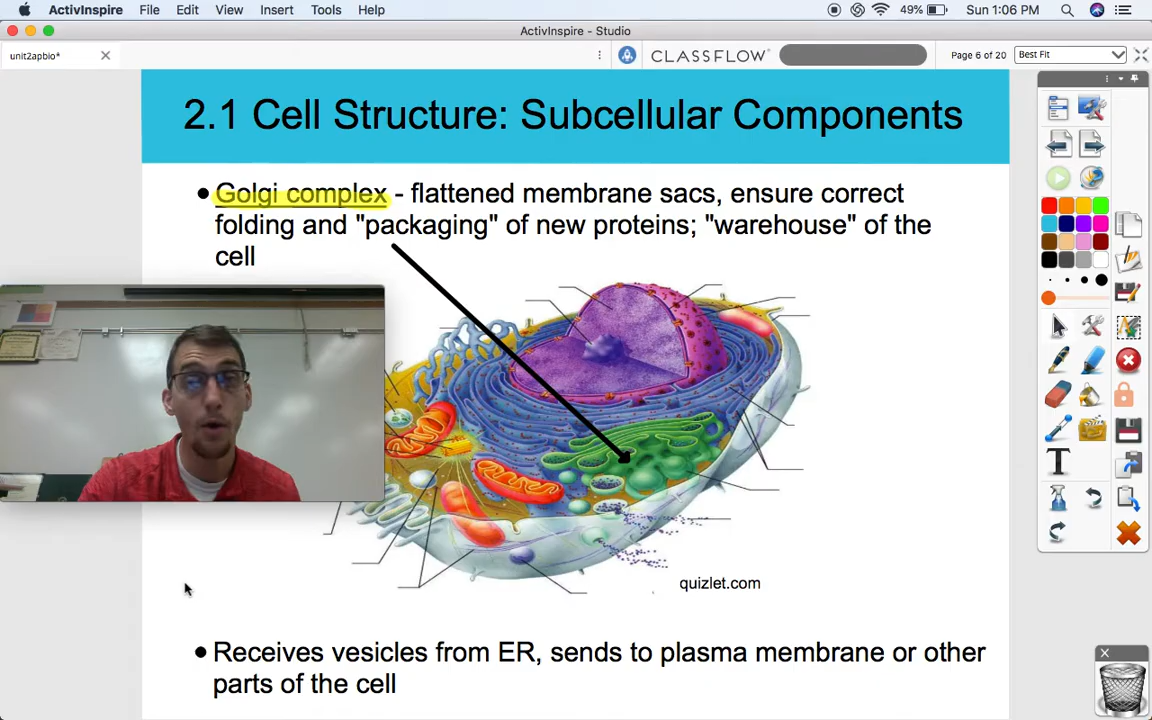 ActivInspire File Edit View Insert Tools Help 49% Sun 1:06 PM
ActivInspire - Studio
unit2apbio* CLASSFLOW Page 6 of 20 Best Fit
2.1 Cell Structure: Subcellular Components
• Golgi complex - flattened membrane sacs, ensure correct
folding and "packaging" of new proteins; "warehouse" of the
cell
quizlet.com
• Receives vesicles from ER, sends to plasma membrane or other
parts of the cell